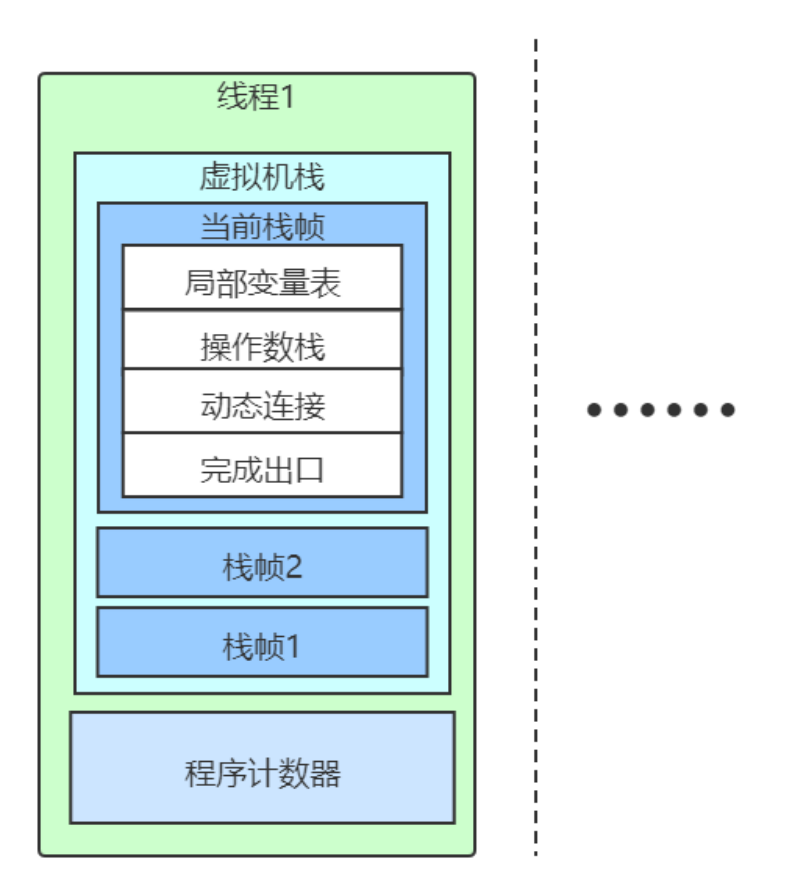 线程1
虚拟机栈
当前栈帧
局部变量表
操作数栈
动态连接
完成出口
栈帧2
栈帧1
程序计数器
••••••